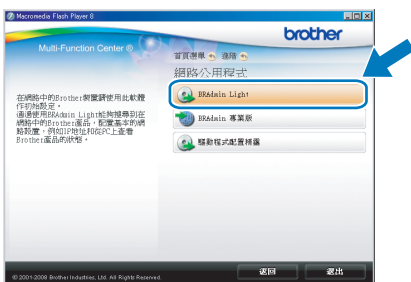 Macromedia Flash Player 8
brother
Multi-Function Center ®
首頁選單 進階
網路公用程式
BRAdmin Light
在網路中的Brother裝置請使用此軟體
作初始設定。
通過使用BRAdmin Light能夠搜尋到在
網路中的Brother產品，配置基本的網
路設置，例如IP地址和從PC上查看
Brother產品的狀態。
BRAdmin 專業版
驅動程式配置精靈
© 2001-2008 Brother Industries, Ltd. All Rights Reserved.
返回 退出